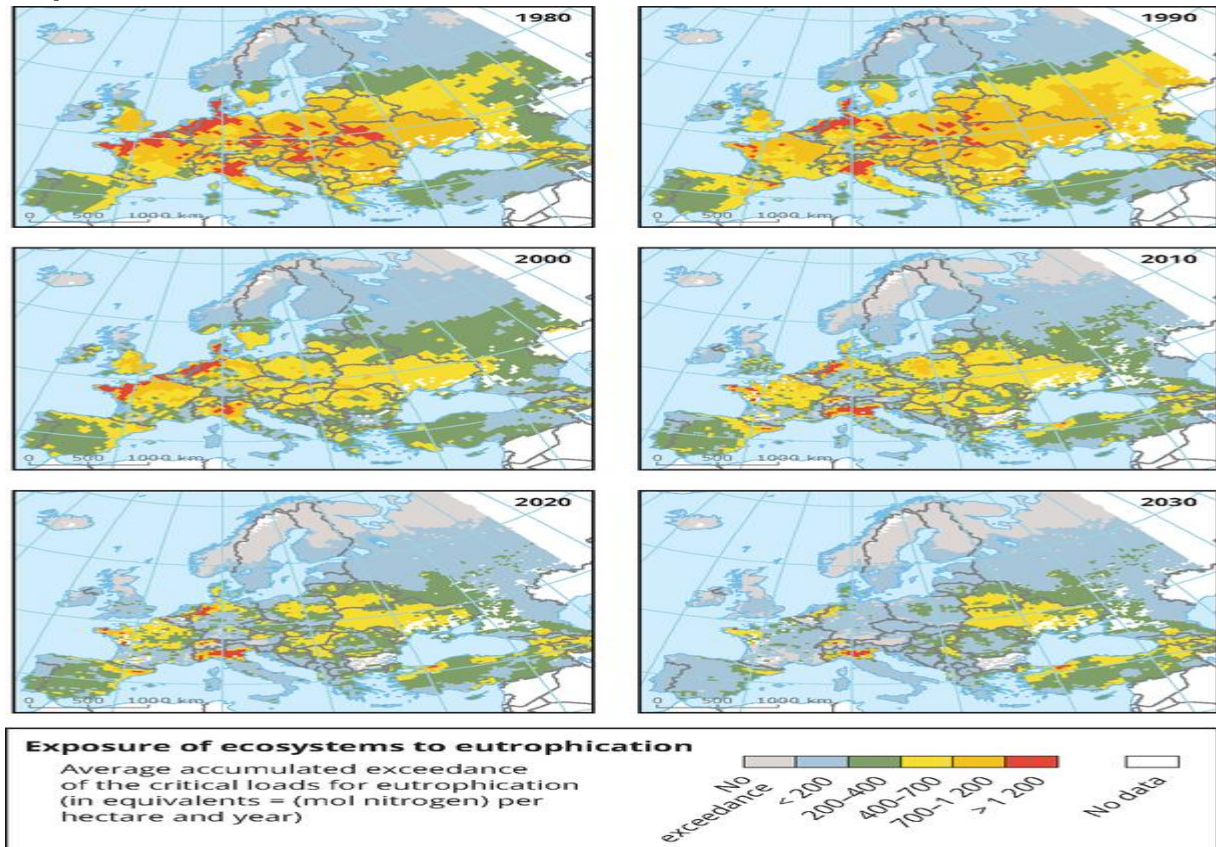 1980
1990
0 500 1000 km
0 500 1000 km
2000
2010
0 500 1000 km
0 500 1000 km
2020
2030
0 500 1000 km
0 500 1000 km
Exposure of ecosystems to eutrophication
Average accumulated exceedance
of the critical loads for eutrophication
(in equivalents = (mol nitrogen) per
hectare and year)
No
exceedance
< 200
200–400
400–700
700–1 200
> 1 200
No data